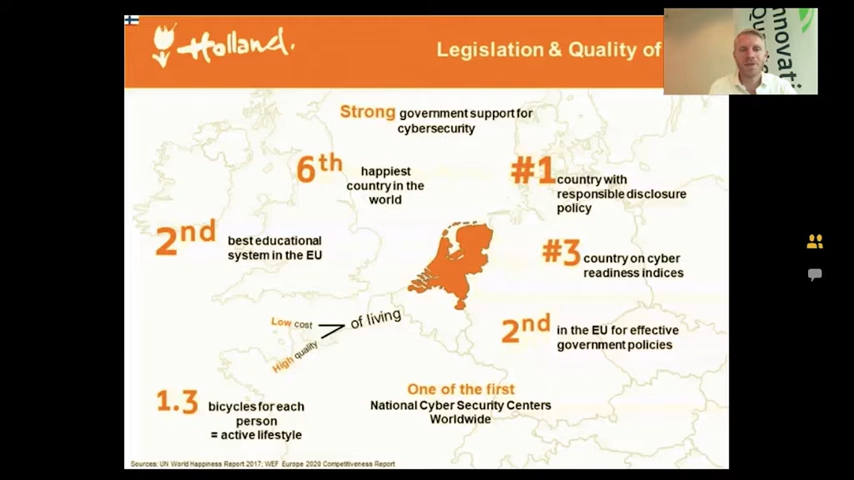 Holland.
Legislation & Quality of
Strong government support for
cybersecurity
6th
happiest
country in the
world
#1
country with
responsible disclosure
policy
2nd
best educational
system in the EU
#3
country on cyber
readiness indices
Low cost
High quality
of living
2nd
in the EU for effective
government policies
1.3
bicycles for each
person
= active lifestyle
One of the first
National Cyber Security Centers
Worldwide
Sources: UN World Happiness Report 2017; WEF Europe 2020 Competitiveness Report